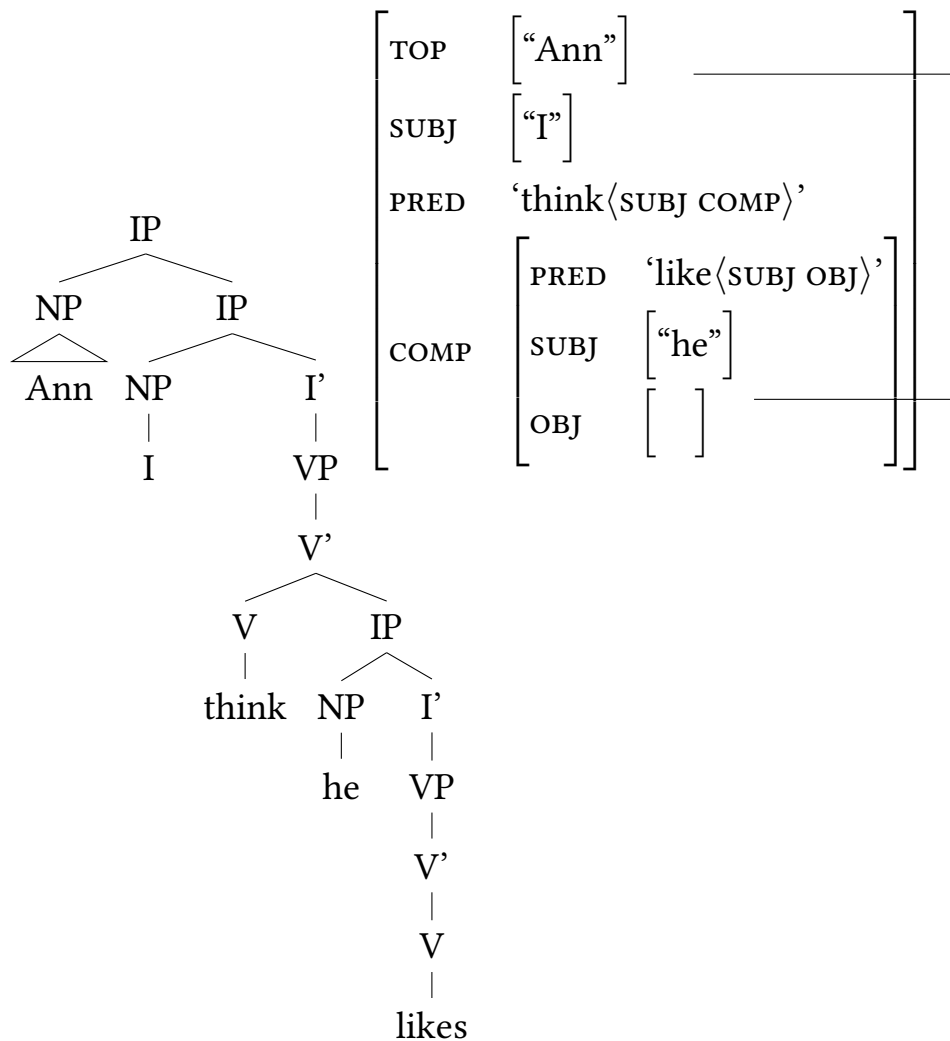 TOP [“Ann”]
SUBJ [“I”]
PRED ‘think⟨SUBJ COMP⟩’
COMP
PRED ‘like⟨SUBJ OBJ⟩’
SUBJ [“he”]
OBJ [ ]
IP
NP IP
Ann NP I’
I VP
V’
V IP
think NP I’
he VP
V’
V
likes